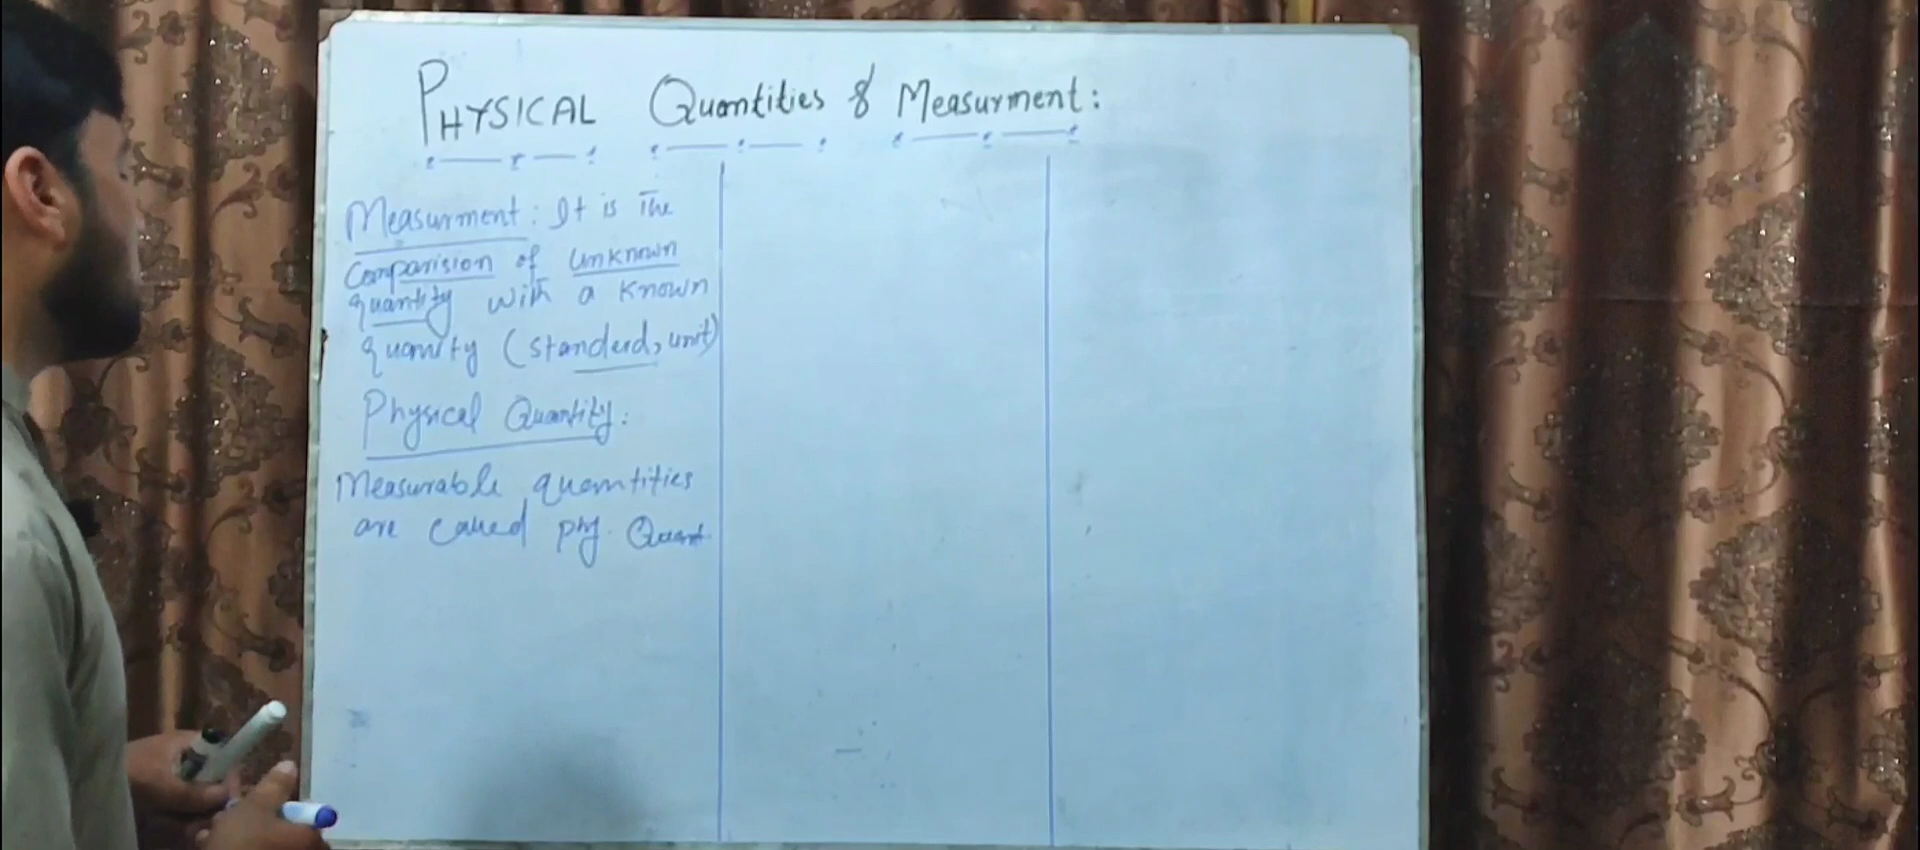 PHYSICAL Quantities & Measurment:
Measurment: It is the
Comparision of unknown
quantity with a known
quantity (standerd, unit)
Physical Quantity:
Measurable quantities
are called phy. Quant.